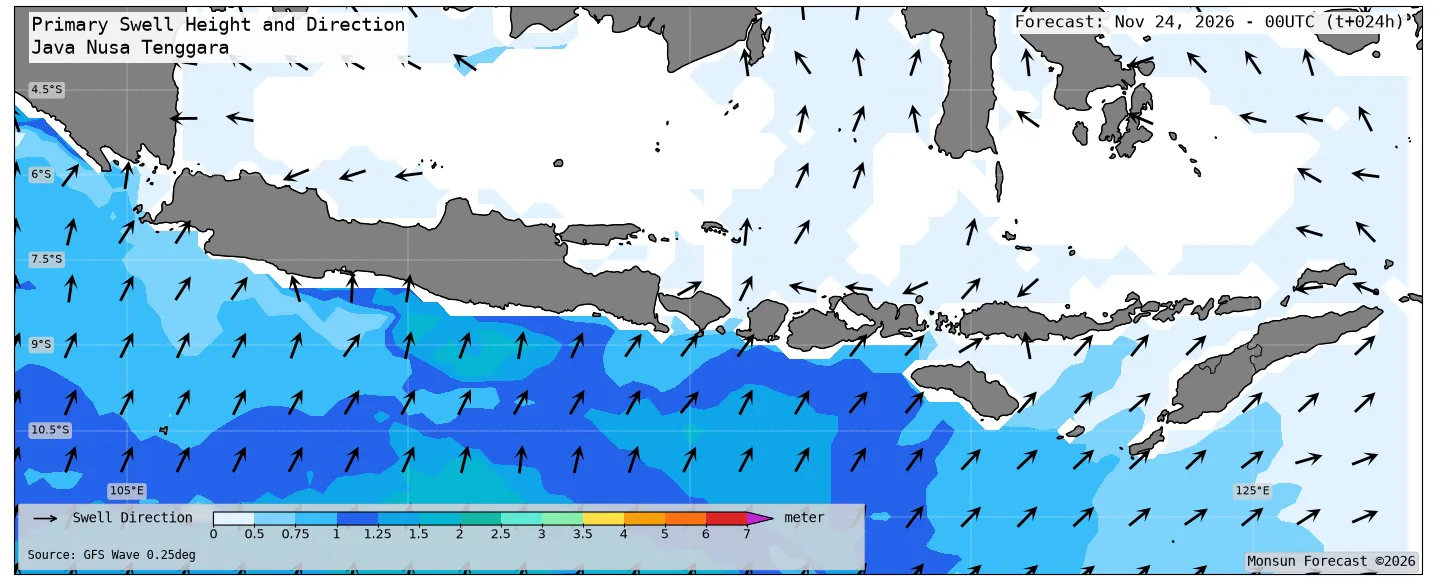 Primary Swell Height and Direction
Java Nusa Tenggara
Forecast: Nov 24, 2026 - 00UTC (t+024h)
4.5°S
6°S
7.5°S
9°S
10.5°S
105°E
125°E
Swell Direction
0 0.5 0.75 1 1.25 1.5 2 2.5 3 3.5 4 5 6 7
meter
Source: GFS Wave 0.25deg
Monsun Forecast ©2026